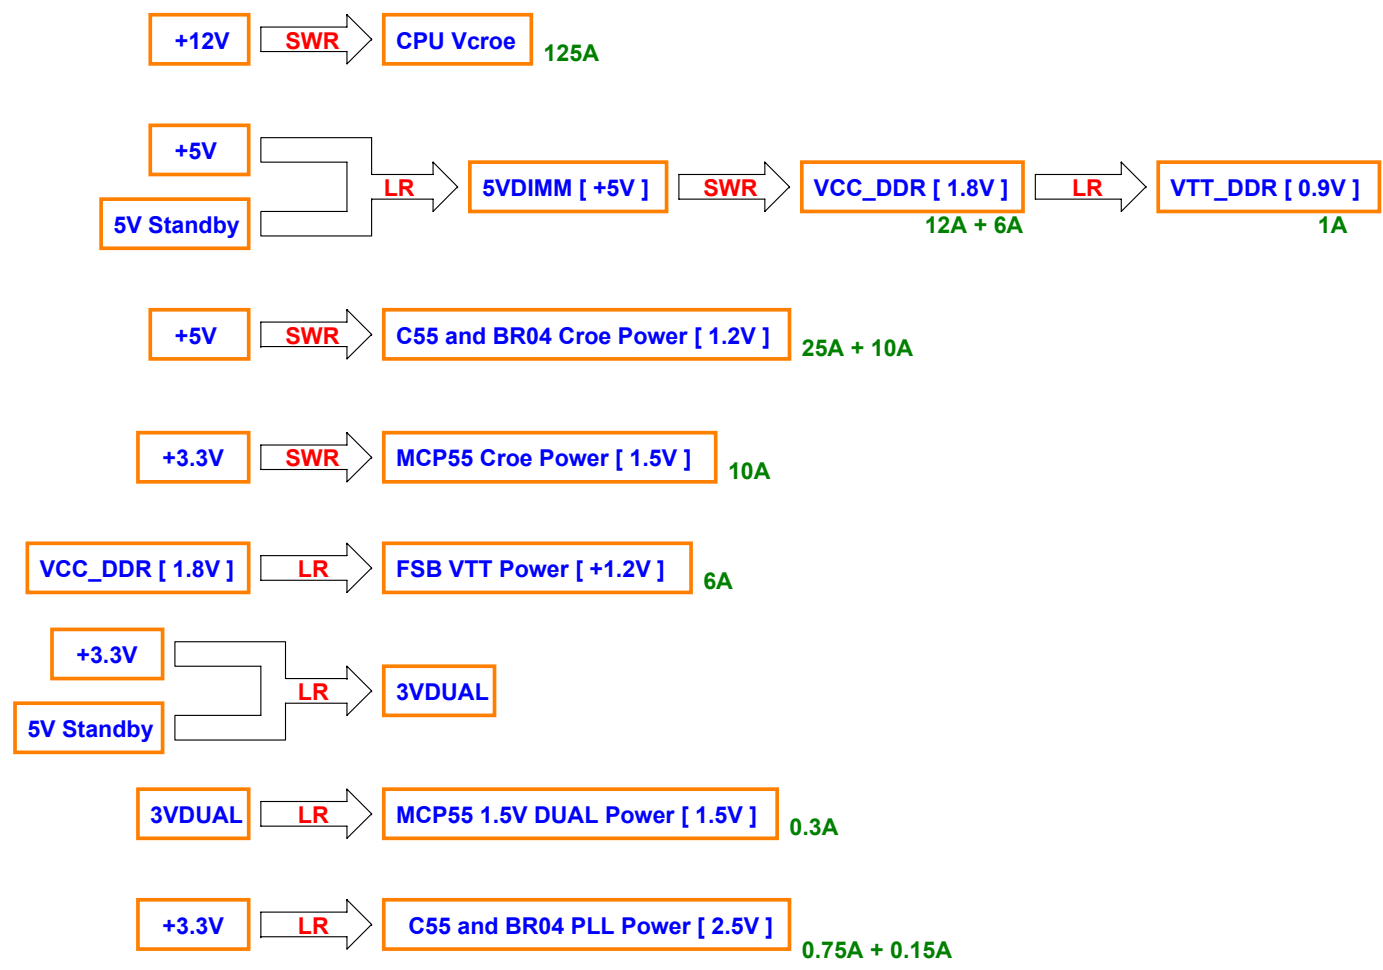 +12V SWR CPU Vcroe 125A
+5V
5V Standby
LR 5VDIMM [ +5V ] SWR VCC_DDR [ 1.8V ] LR VTT_DDR [ 0.9V ]
12A + 6A 1A
+5V SWR C55 and BR04 Croe Power [ 1.2V ] 25A + 10A
+3.3V SWR MCP55 Croe Power [ 1.5V ] 10A
VCC_DDR [ 1.8V ] LR FSB VTT Power [ +1.2V ] 6A
+3.3V
5V Standby
LR 3VDUAL
3VDUAL LR MCP55 1.5V DUAL Power [ 1.5V ] 0.3A
+3.3V LR C55 and BR04 PLL Power [ 2.5V ] 0.75A + 0.15A